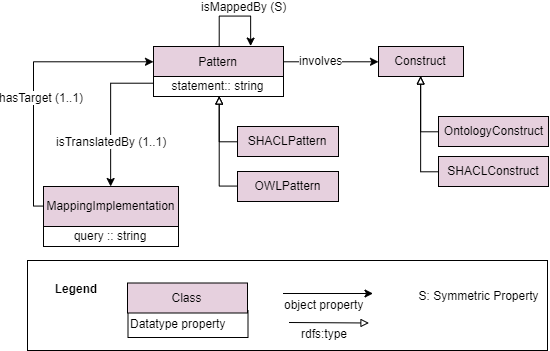 isMappedBy (S)
Pattern
statement:: string
involves
Construct
hasTarget (1..1)
isTranslatedBy (1..1)
SHACLPattern
OWLPattern
OntologyConstruct
SHACLConstruct
MappingImplementation
query :: string
Legend
Class
Datatype property
object property
rdfs:type
S: Symmetric Property